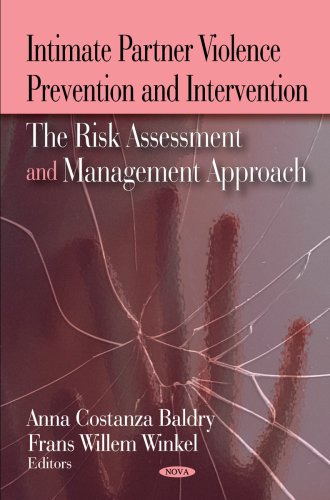 Intimate Partner Violence
Prevention and Intervention
The Risk Assessment
and Management Approach
Anna Costanza Baldry
Frans Willem Winkel
Editors
NOVA